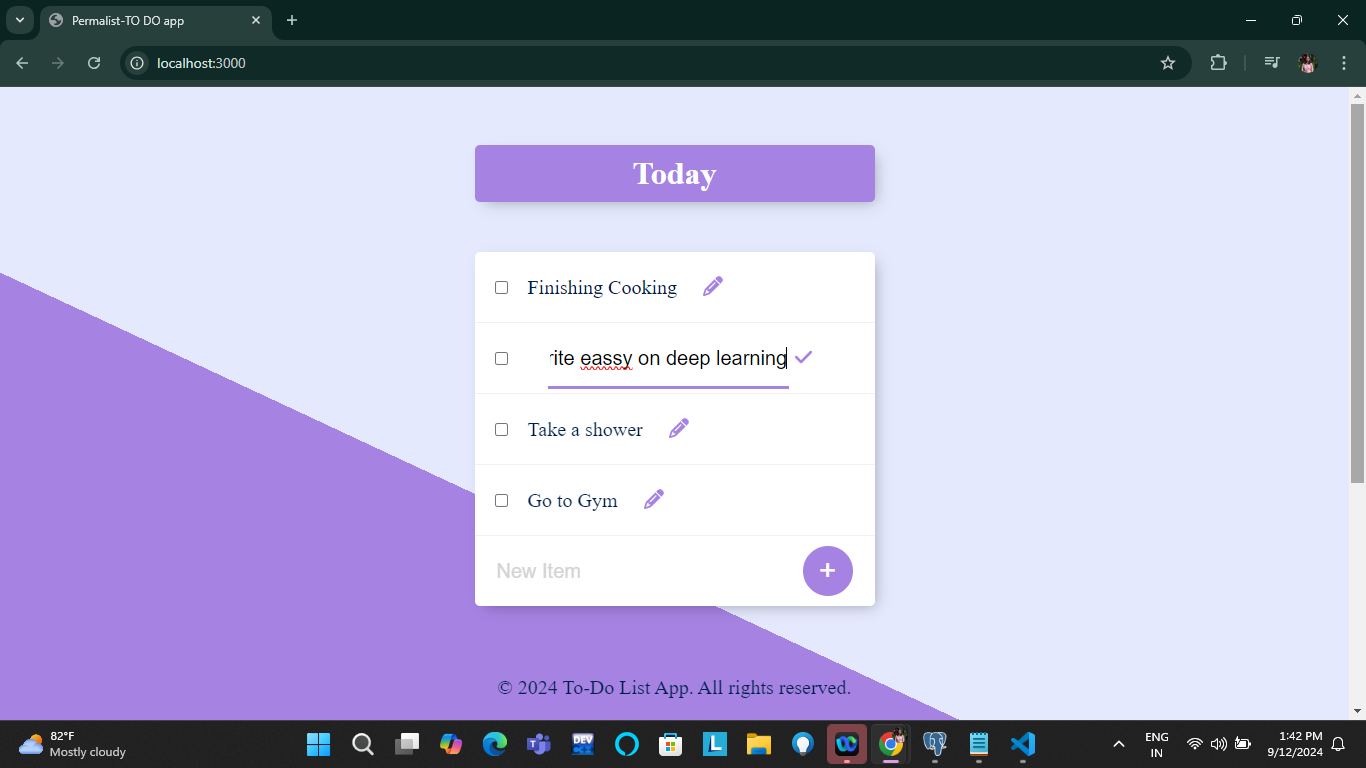 Permalist-TO DO app
localhost:3000
Today
Finishing Cooking
rite eassy on deep learning
Take a shower
Go to Gym
New Item
© 2024 To-Do List App. All rights reserved.
82°F
Mostly cloudy
DEV
L
ENG
IN
1:42 PM
9/12/2024